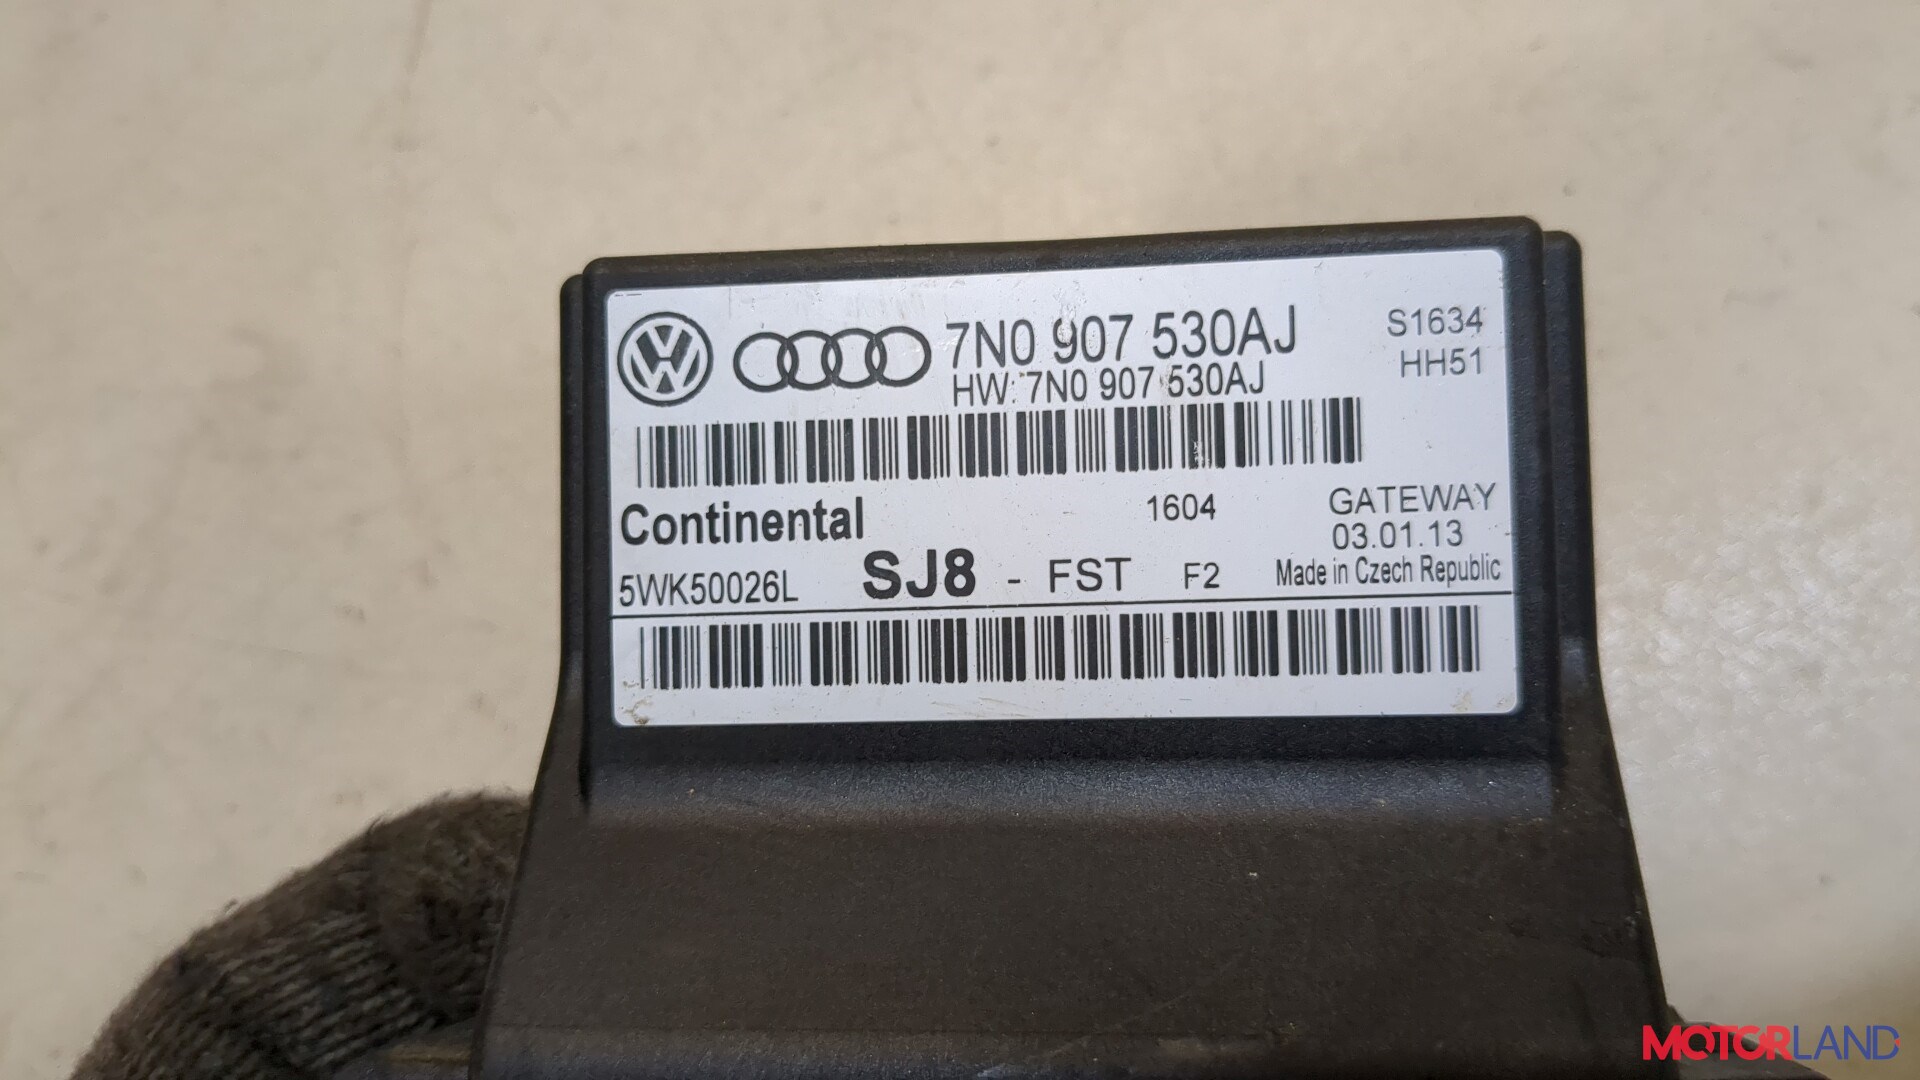 7N0 907 530AJ
S1634
HW: 7N0 907 530AJ
HH51
Continental
1604
GATEWAY
03.01.13
5WK50026L
SJ8 - FST
F2
Made in Czech Republic
MOTORLAND